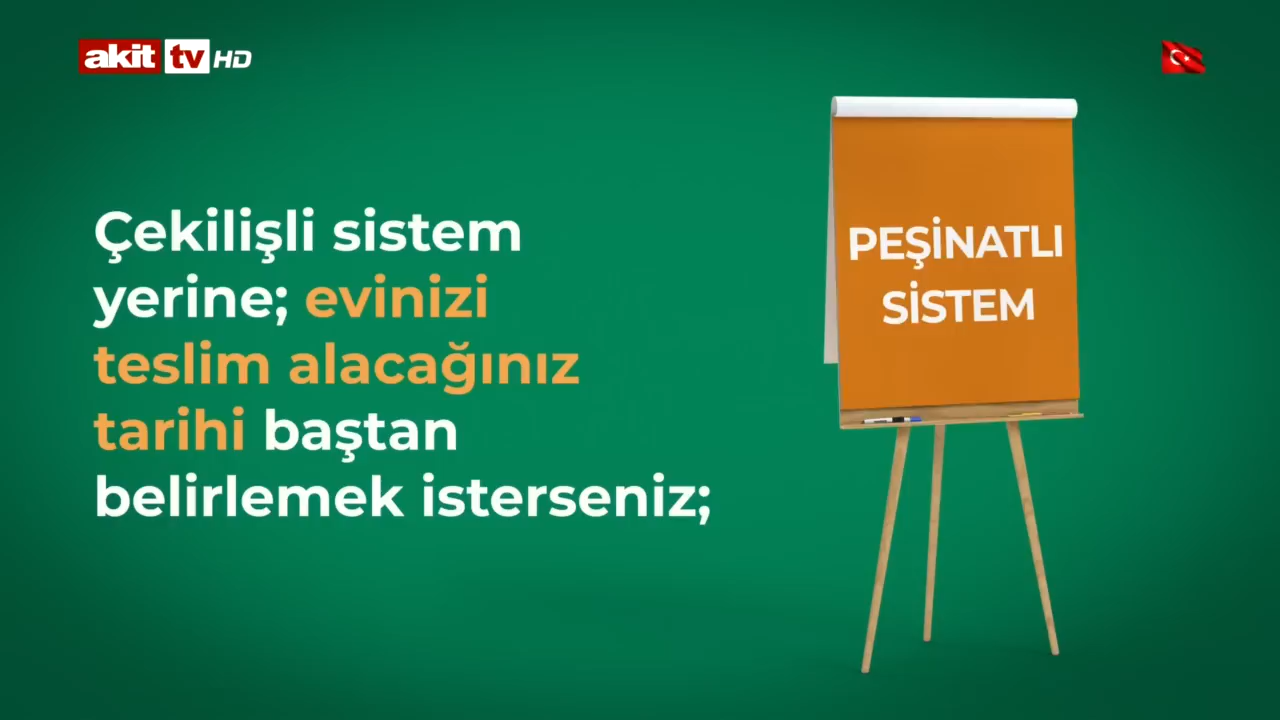 akit tv HD
Çekilişli sistem
yerine; evinizi
teslim alacağınız
tarihi baştan
belirlemek isterseniz;
PEŞİNATLI
SİSTEM